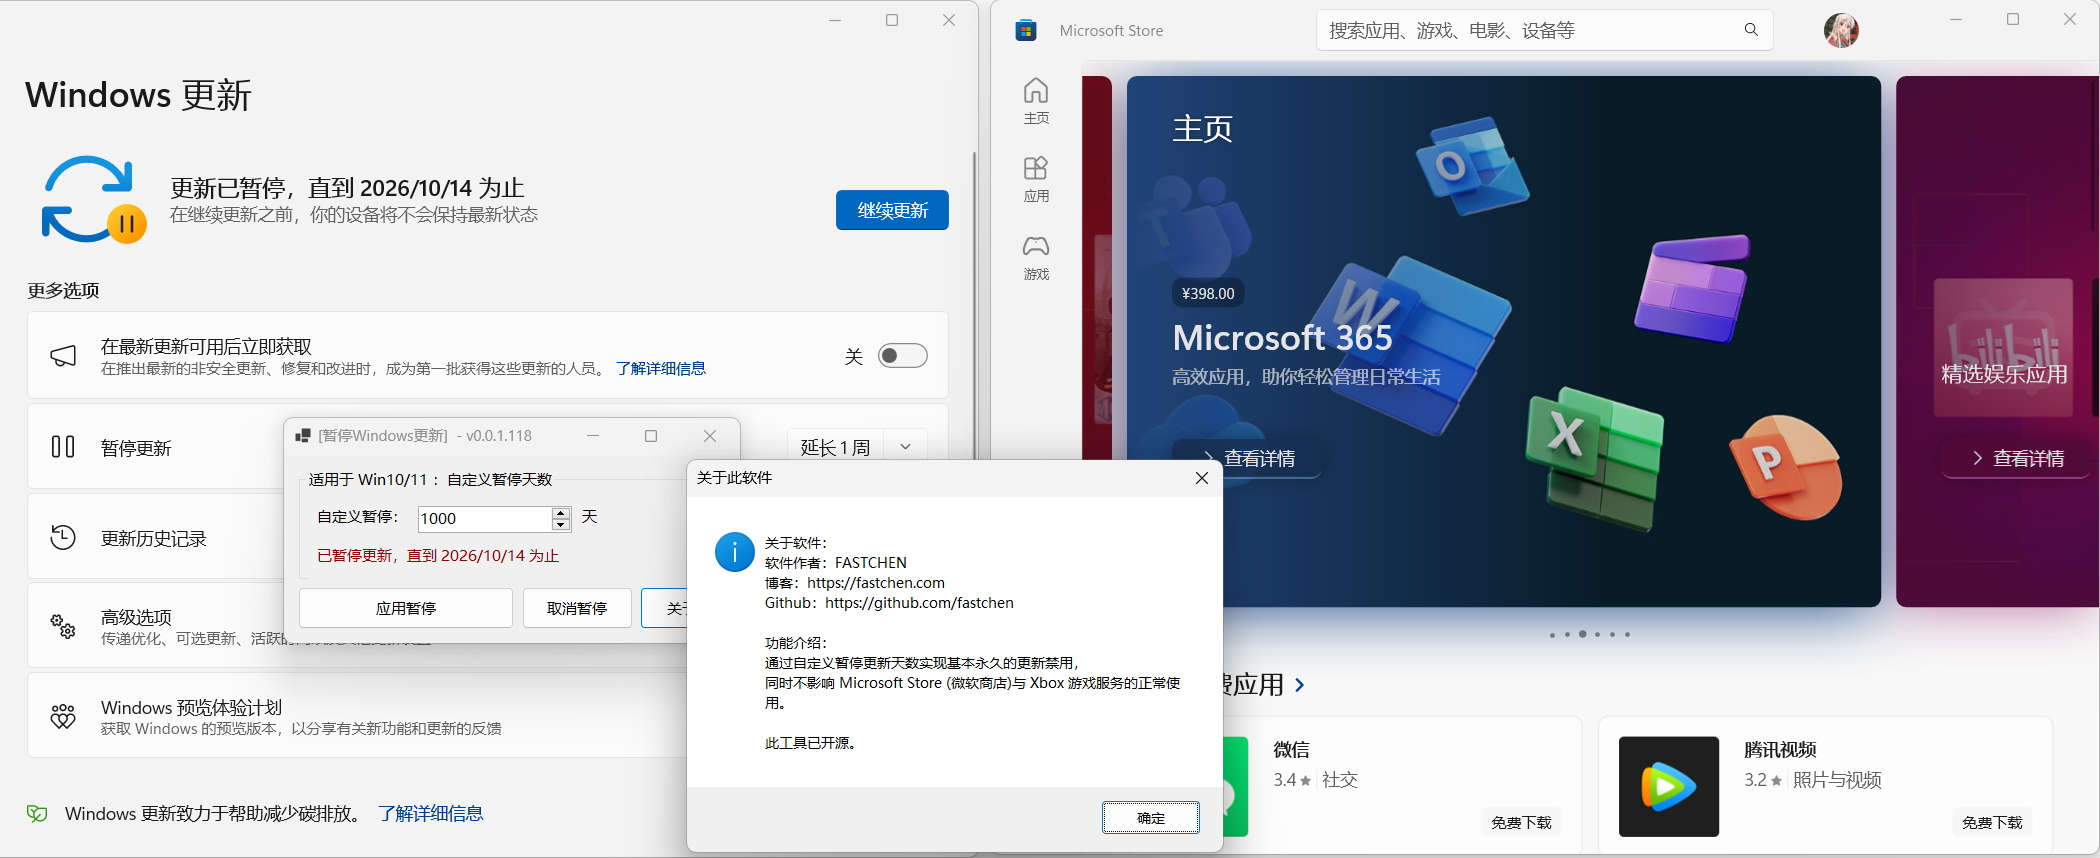 Windows 更新
更新已暂停，直到 2026/10/14 为止
在继续更新之前，你的设备将不会保持最新状态
继续更新
更多选项
在最新更新可用后立即获取
在推出最新的非安全更新、修复和改进时，成为第一批获得这些更新的人员。 了解详细信息
关
暂停更新
延长 1 周
更新历史记录
高级选项
传递优化、可选更新、活跃
Windows 预览体验计划
获取 Windows 的预览版本，以分享有关新功能和更新的反馈
Windows 更新致力于帮助减少碳排放。 了解详细信息
[暂停Windows更新] - v0.0.1.118
适用于 Win10/11 ：自定义暂停天数
自定义暂停：
1000
天
已暂停更新，直到 2026/10/14 为止
应用暂停
取消暂停
关于此软件
关于软件：
软件作者：FASTCHEN
博客：https://fastchen.com
Github：https://github.com/fastchen
功能介绍：
通过自定义暂停更新天数实现基本永久的更新禁用，
同时不影响 Microsoft Store (微软商店)与 Xbox 游戏服务的正常使
用。
此工具已开源。
确定
Microsoft Store
搜索应用、游戏、电影、设备等
主页
应用
游戏
主页
¥398.00
Microsoft 365
高效应用，助你轻松管理日常生活
查看详情
bilibili
精选娱乐应用
查看详情
费应用
微信
3.4★ 社交
免费下载
腾讯视频
3.2★ 照片与视频
免费下载